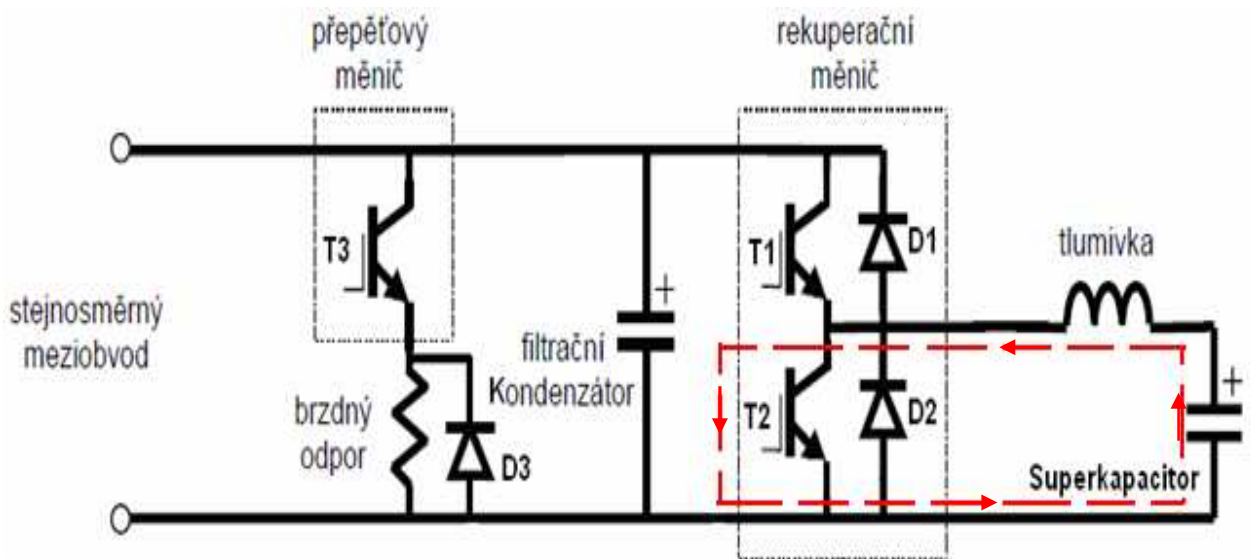 přepěťový
měnič
rekuperační
měnič
T3
T1
D1
tlumivka
stejnosměrný
meziobvod
filtrační
Kondenzátor
+
+
brzdný
odpor
D3
T2
D2
Superkapacitor